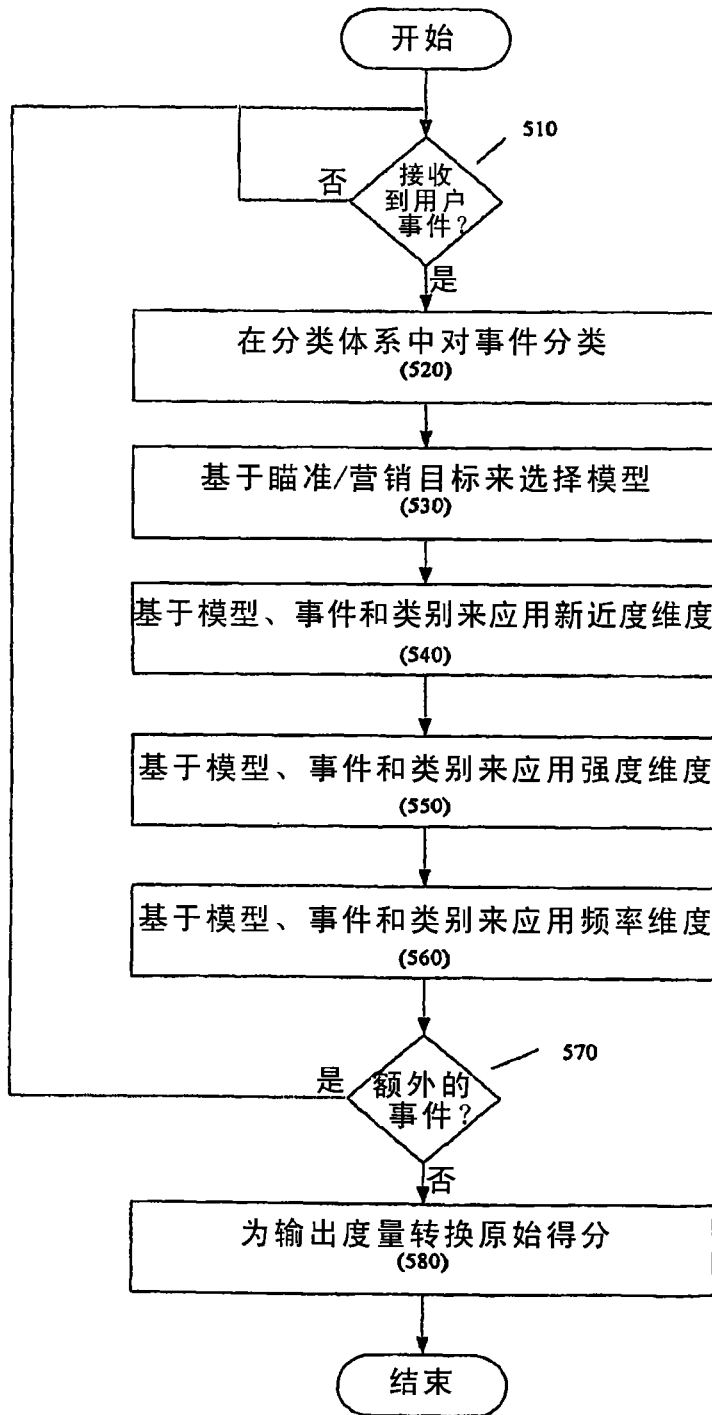 开始
510
否
接收
到用户
事件？
是
在分类体系中对事件分类
(520)
基于瞄准/营销目标来选择模型
(530)
基于模型、事件和类别来应用新近度维度
(540)
基于模型、事件和类别来应用强度维度
(550)
基于模型、事件和类别来应用频率维度
(560)
570
是
额外的
事件？
否
为输出度量转换原始得分
(580)
结束